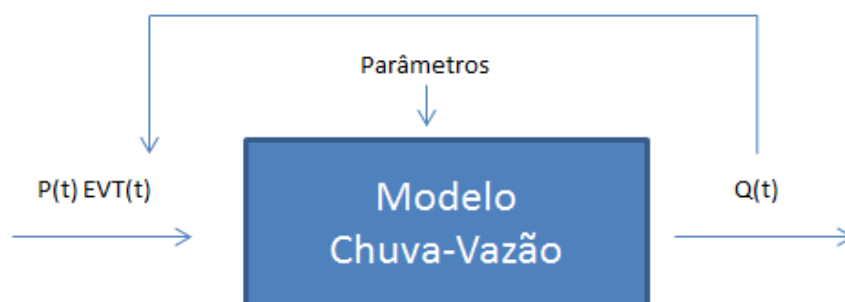 Parâmetros
P(t) EVT(t)
Modelo
Chuva-Vazão
Q(t)